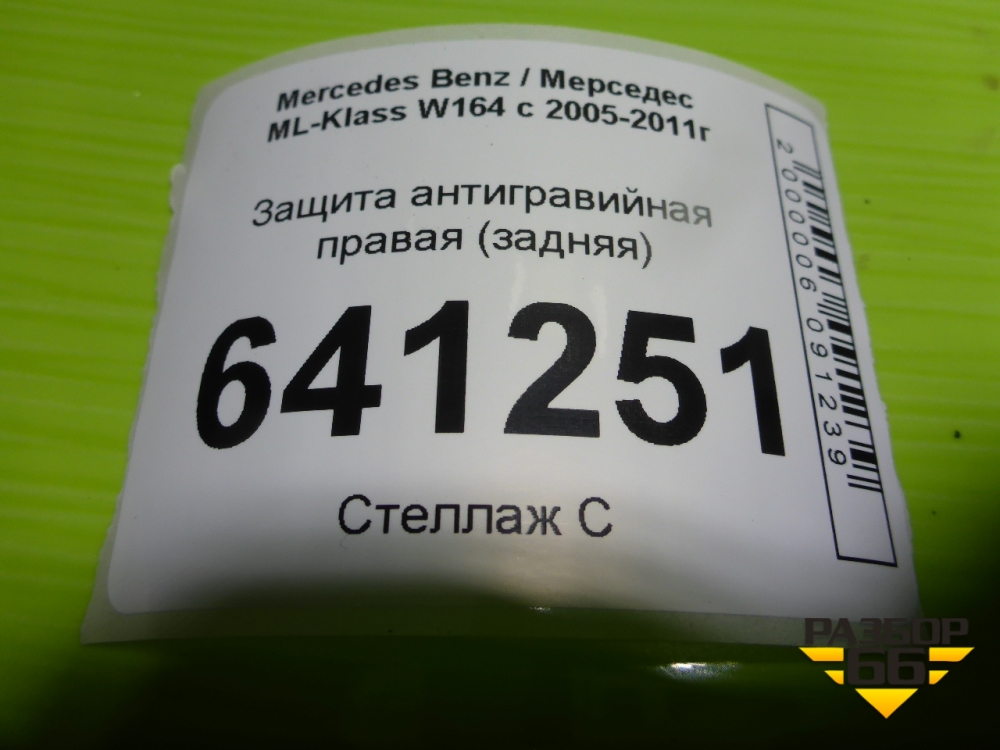 Mercedes Benz / Мерседес
ML-Klass W164 с 2005-2011г
Защита антигравийная
правая (задняя)
641251
Стеллаж С
2000006091239
РАЗБОР
66